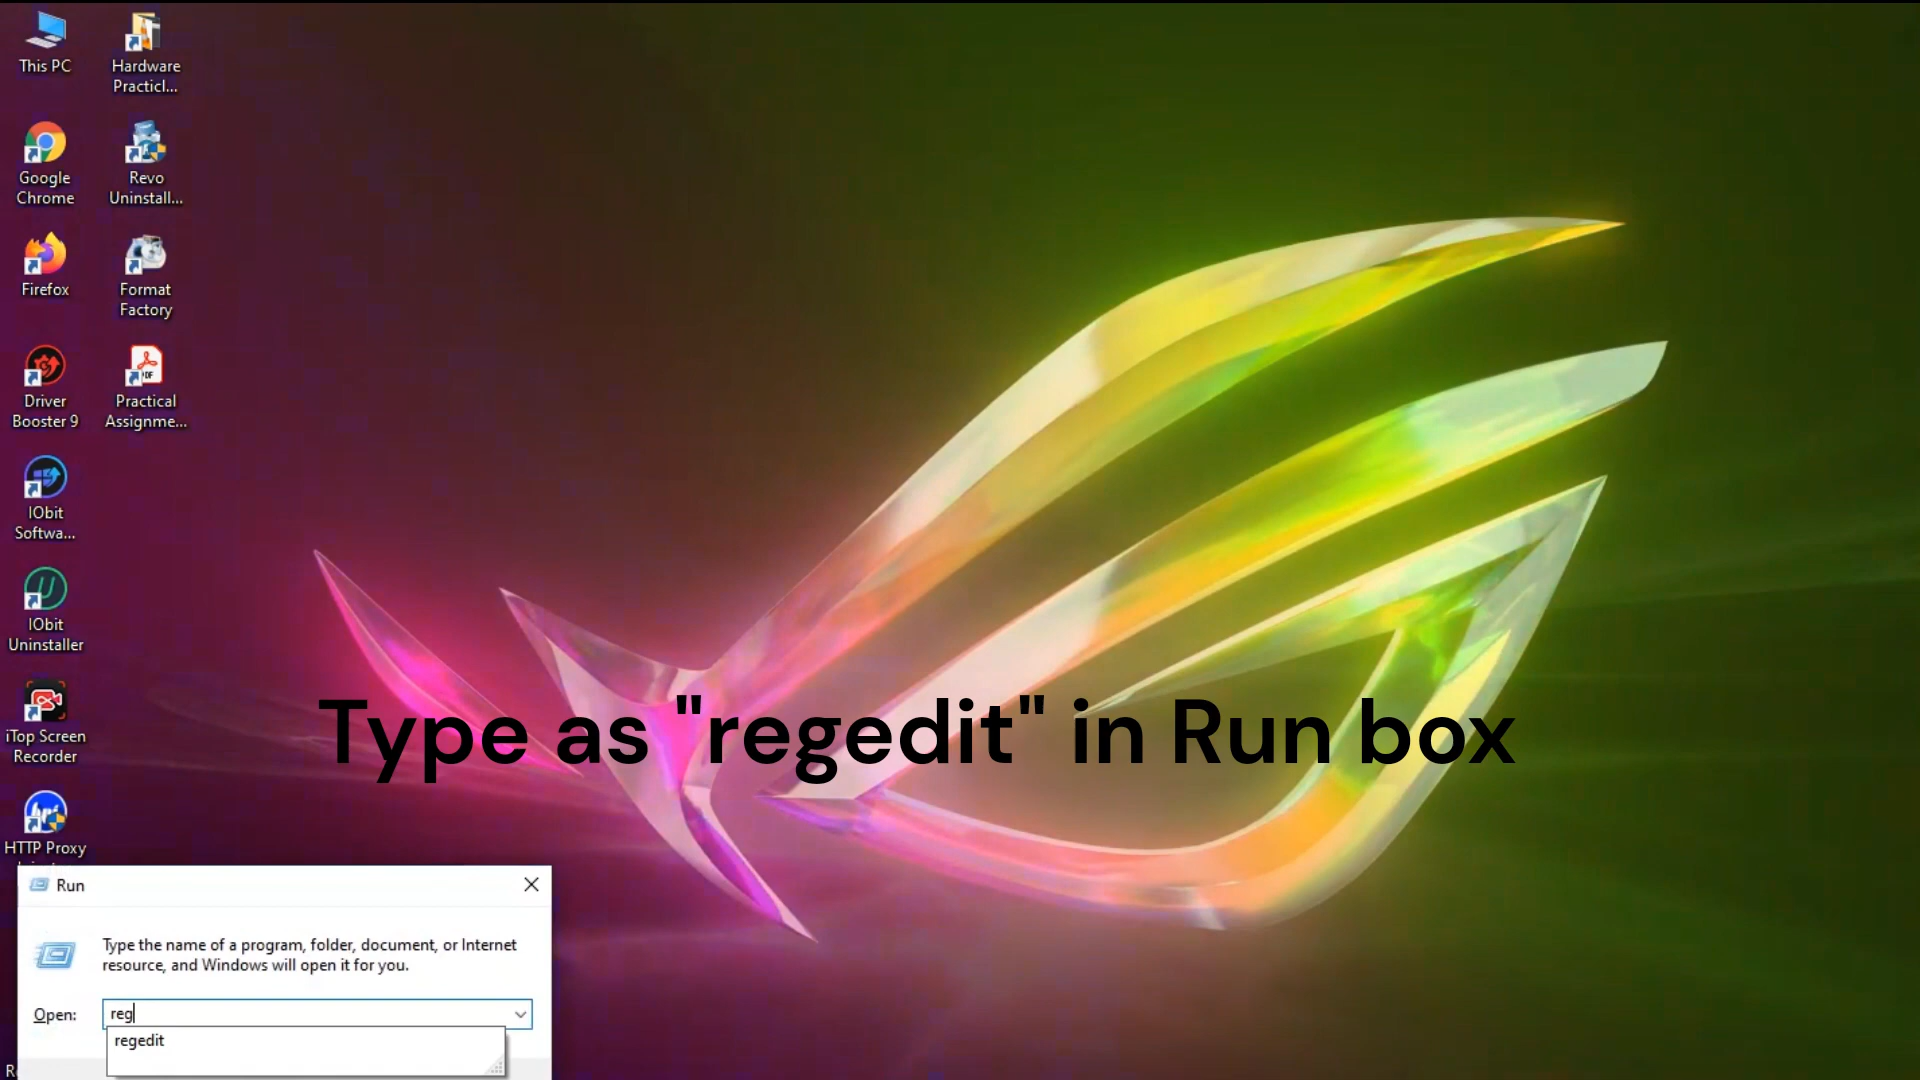 This PC
Hardware
Practicl...
Google
Chrome
Revo
Uninstall...
Firefox
Format
Factory
Driver
Booster 9
Practical
Assignme...
IObit
Softwa...
IObit
Uninstaller
iTop Screen
Recorder
HTTP Proxy
Type as "regedit" in Run box
Run
Type the name of a program, folder, document, or Internet
resource, and Windows will open it for you.
Open:
reg
regedit